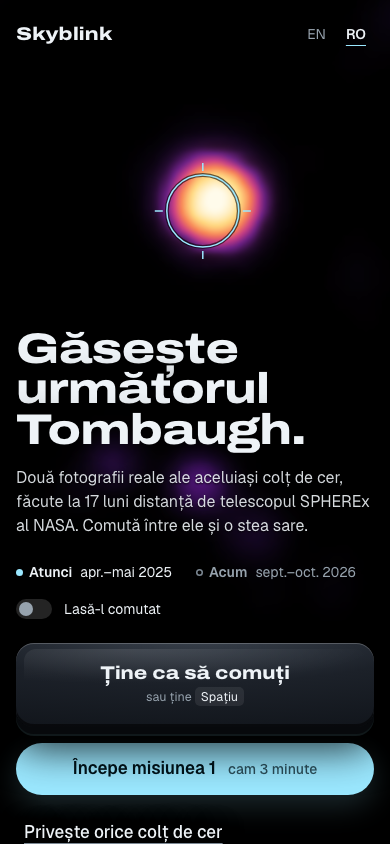 Skyblink
EN RO
Găsește
următorul
Tombaugh.
Două fotografii reale ale aceluiași colț de cer,
făcute la 17 luni distanță de telescopul SPHEREx
al NASA. Comută între ele și o stea sare.
Atunci apr.–mai 2025 Acum sept.–oct. 2026
Lasă-l comutat
Ține ca să comuți
sau ține Spațiu
Începe misiunea 1 cam 3 minute
Privește orice colț de cer